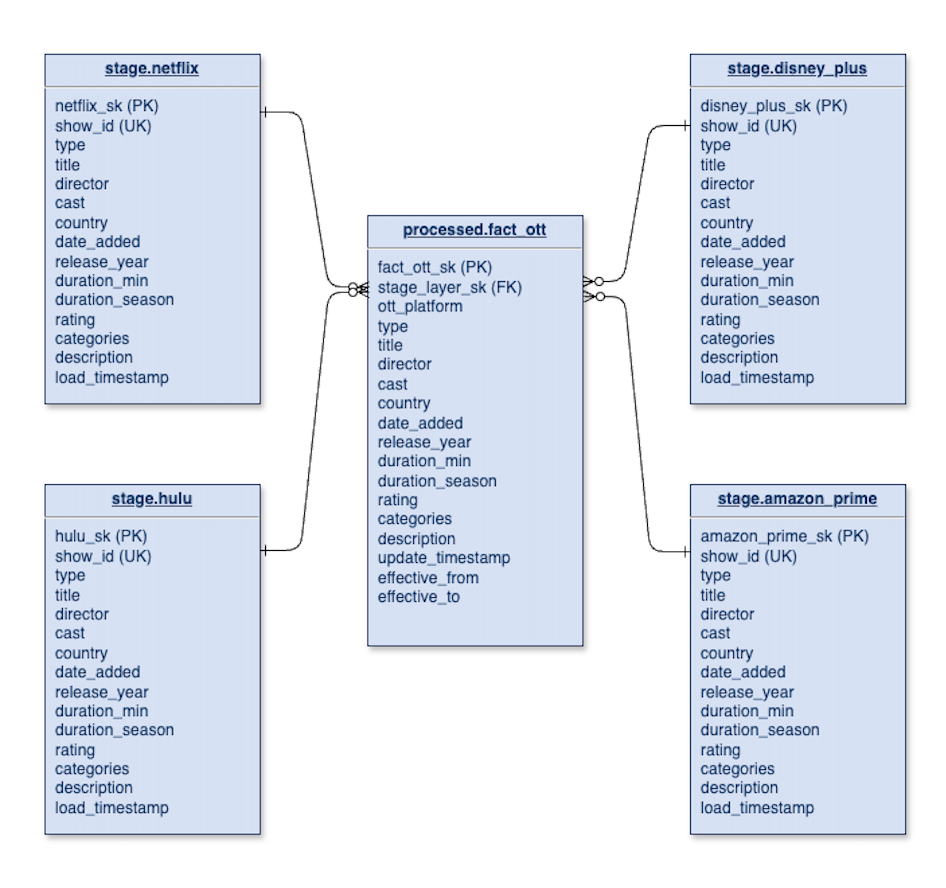 stage.netflix
netflix_sk (PK)
show_id (UK)
type
title
director
cast
country
date_added
release_year
duration_min
duration_season
rating
categories
description
load_timestamp
stage.disney_plus
disney_plus_sk (PK)
show_id (UK)
type
title
director
cast
country
date_added
release_year
duration_min
duration_season
rating
categories
description
load_timestamp
processed.fact_ott
fact_ott_sk (PK)
stage_layer_sk (FK)
ott_platform
type
title
director
cast
country
date_added
release_year
duration_min
duration_season
rating
categories
description
update_timestamp
effective_from
effective_to
stage.hulu
hulu_sk (PK)
show_id (UK)
type
title
director
cast
country
date_added
release_year
duration_min
duration_season
rating
categories
description
load_timestamp
stage.amazon_prime
amazon_prime_sk (PK)
show_id (UK)
type
title
director
cast
country
date_added
release_year
duration_min
duration_season
rating
categories
description
load_timestamp